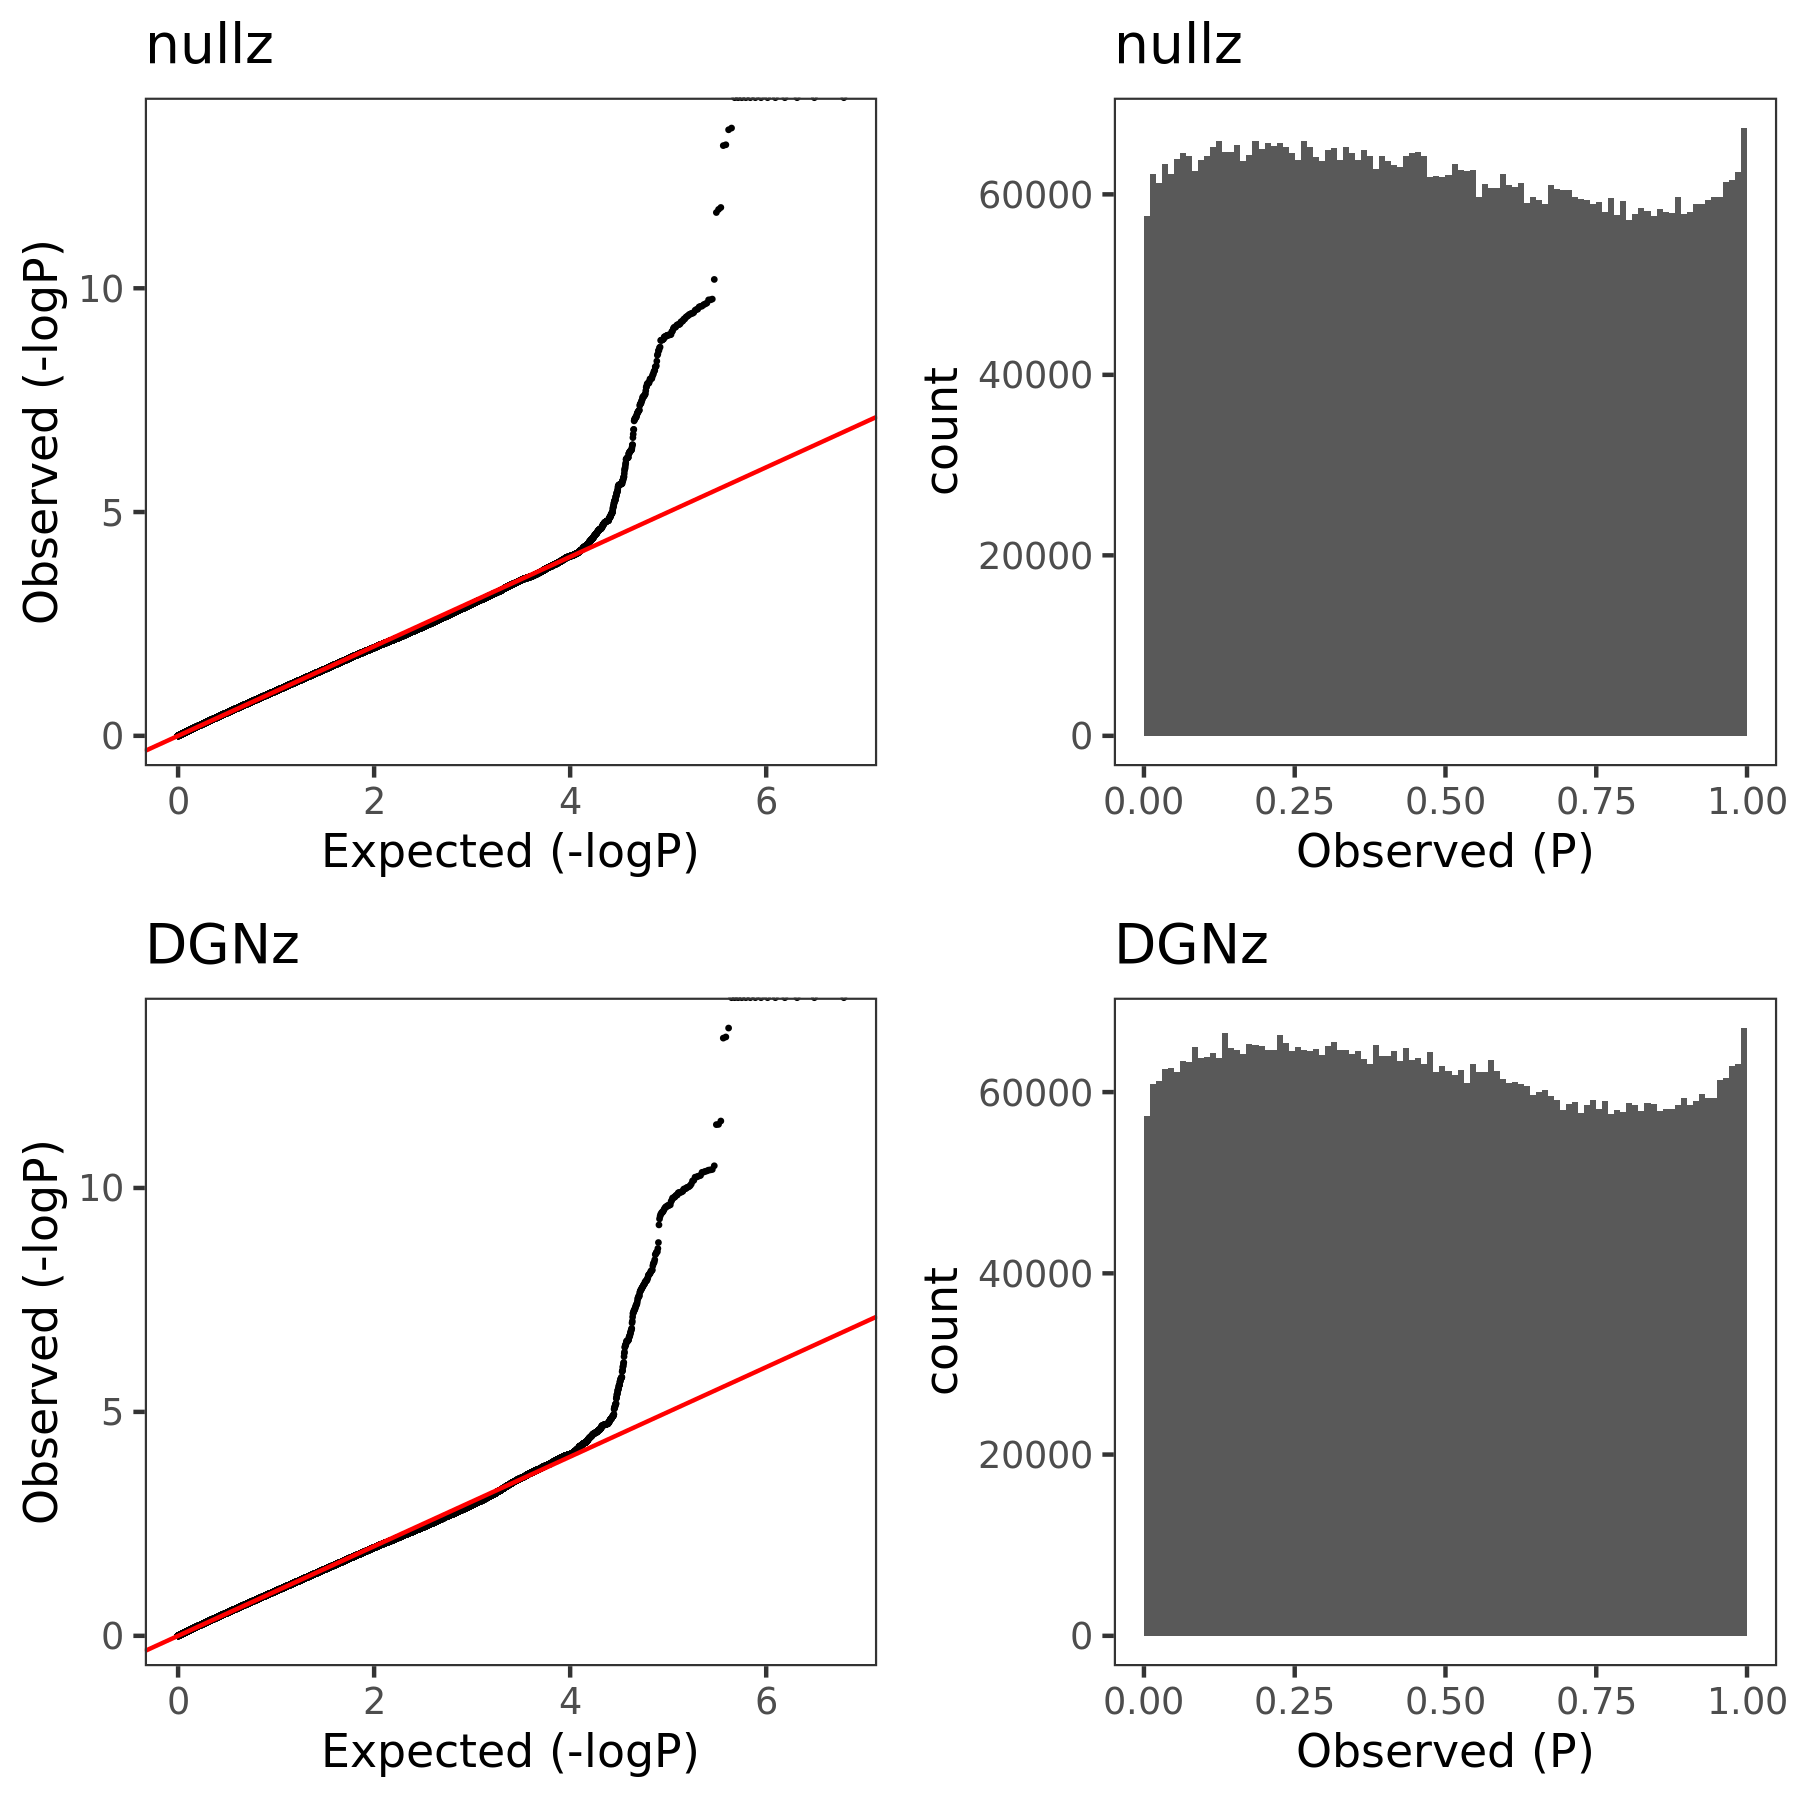 nullz
Observed (-logP)
10
5
0
0 2 4 6
Expected (-logP)
nullz
count
60000
40000
20000
0
0.00 0.25 0.50 0.75 1.00
Observed (P)
DGNz
Observed (-logP)
10
5
0
0 2 4 6
Expected (-logP)
DGNz
count
60000
40000
20000
0
0.00 0.25 0.50 0.75 1.00
Observed (P)